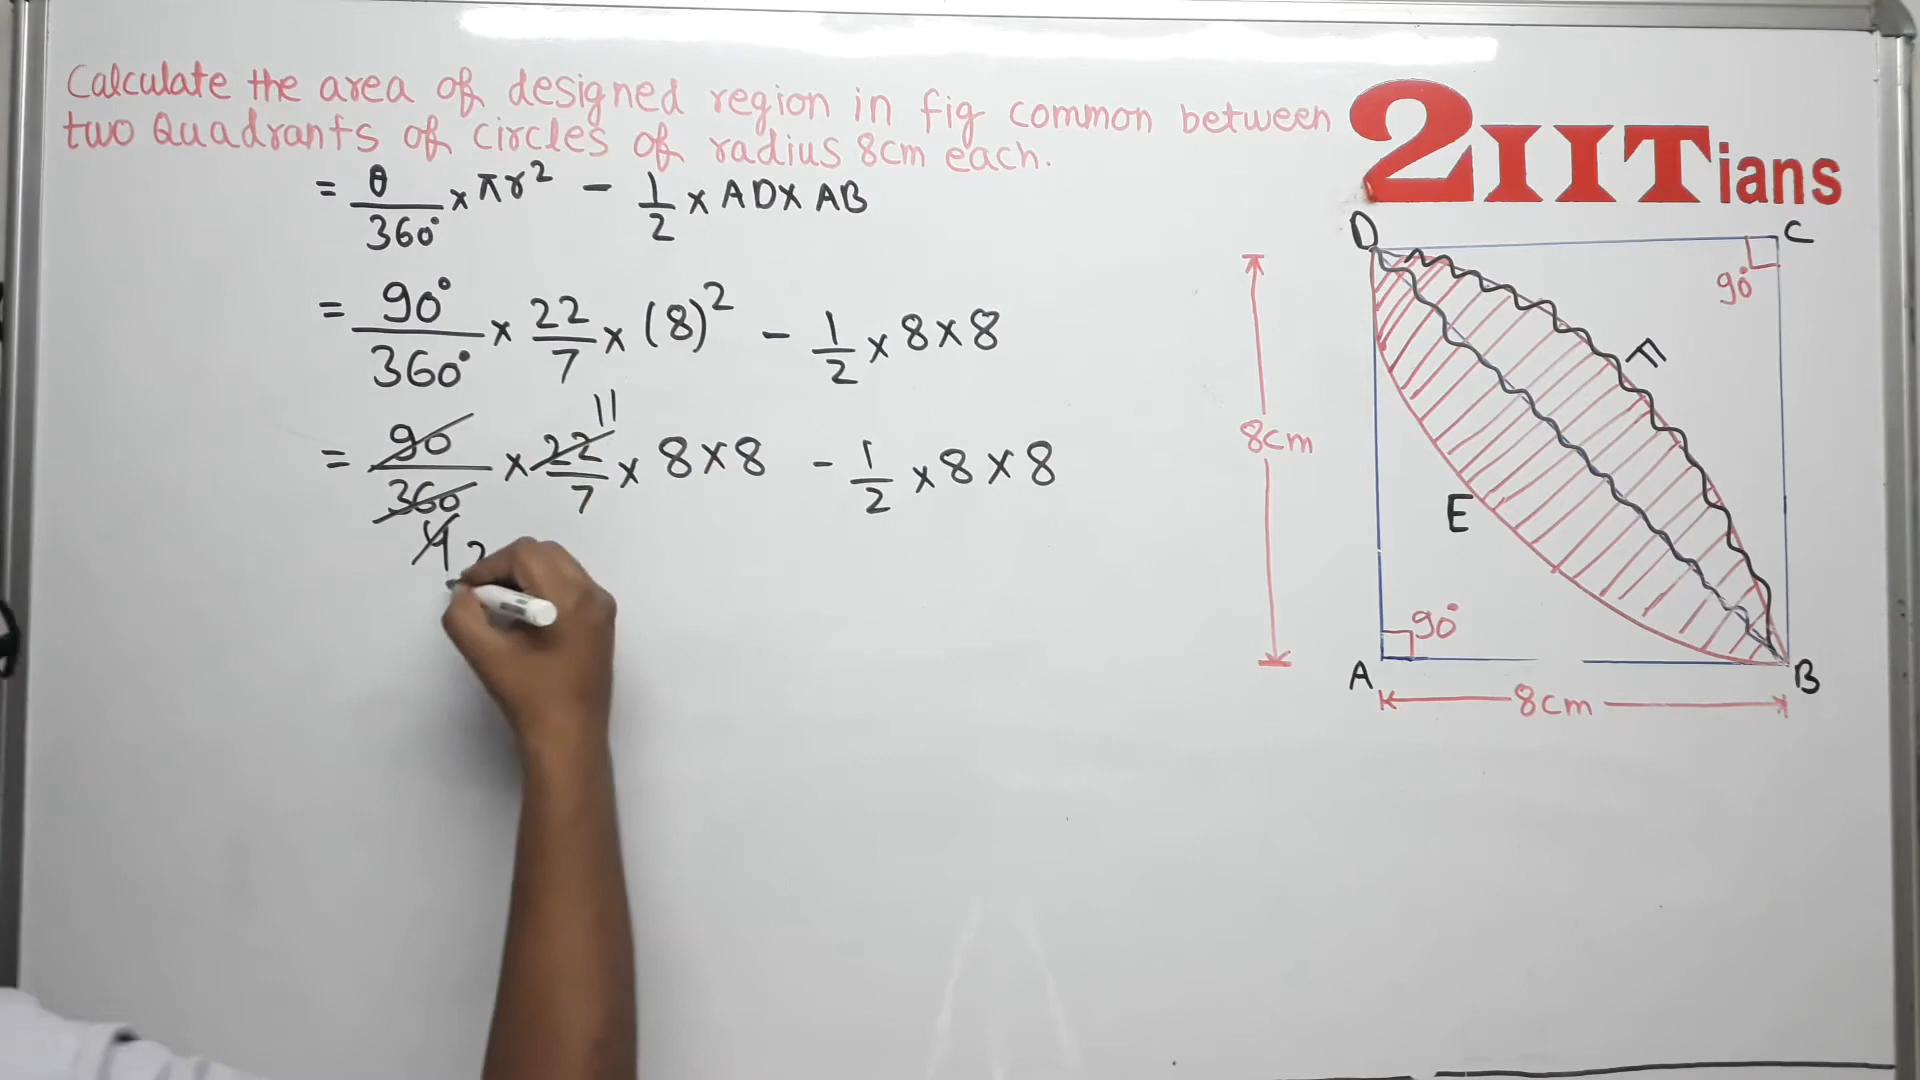 Calculate the area of designed region in fig common between
two Quadrants of circles of radius 8cm each.
2IITians
= θ/360° × πr² - 1/2 × AD× AB
= 90°/360° × 22/7 × (8)² - 1/2 × 8×8
= 90/360 × 22/7 × 8×8 - 1/2 × 8×8
11
4 2
D
C
90°
F
8cm
E
90°
A
B
8cm